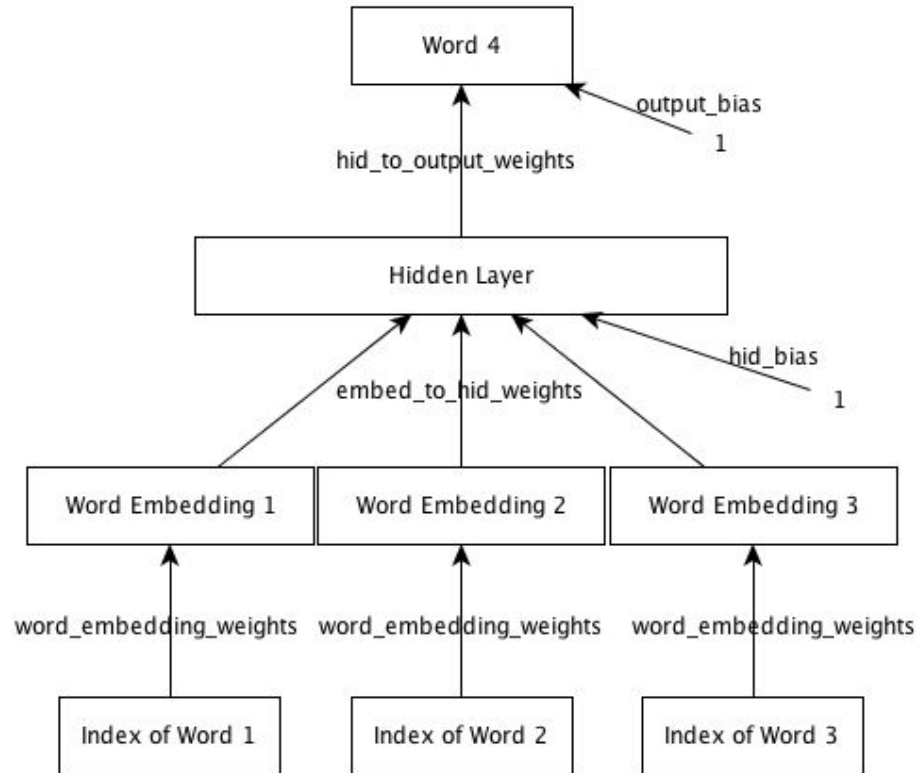 Word 4
output_bias
1
hid_to_output_weights
Hidden Layer
hid_bias
embed_to_hid_weights
1
Word Embedding 1
Word Embedding 2
Word Embedding 3
word_embedding_weights
word_embedding_weights
word_embedding_weights
Index of Word 1
Index of Word 2
Index of Word 3